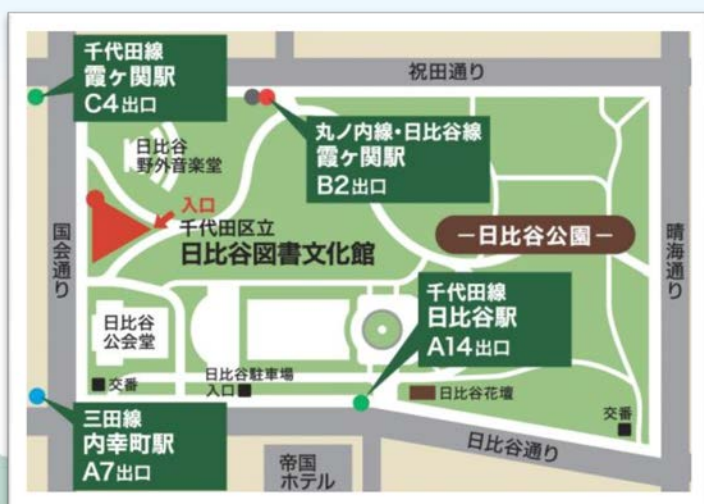 千代田線
霞ヶ関駅
C4出口
祝田通り
丸ノ内線・日比谷線
霞ヶ関駅
B2出口
日比谷
野外音楽堂
入口
千代田区立
日比谷図書文化館
国会通り
ー日比谷公園ー
晴海通り
千代田線
日比谷駅
A14出口
日比谷
公会堂
交番
日比谷駐車場
入口
日比谷花壇
交番
三田線
内幸町駅
A7出口
日比谷通り
帝国
ホテル